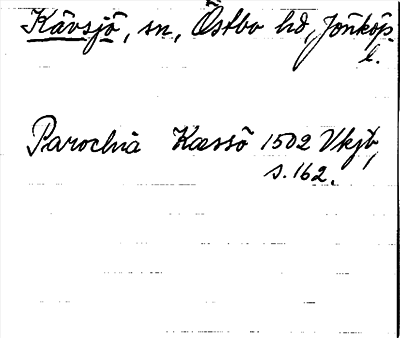 Kävsjö, sn, Östbo hd, Jönköp.
l.
Parochia Kæssö 1502 Vkjb,
s. 162.